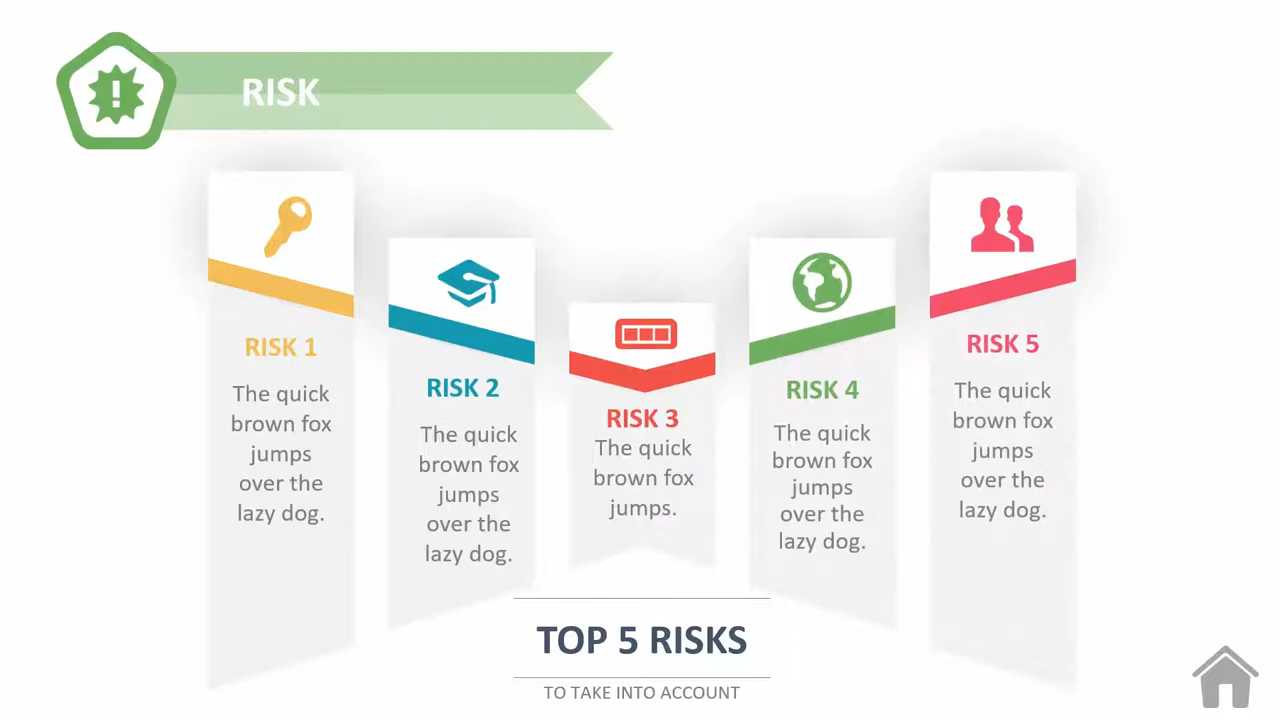 RISK
RISK 1
The quick
brown fox
jumps
over the
lazy dog.
RISK 2
The quick
brown fox
jumps
over the
lazy dog.
RISK 3
The quick
brown fox
jumps.
RISK 4
The quick
brown fox
jumps
over the
lazy dog.
RISK 5
The quick
brown fox
jumps
over the
lazy dog.
TOP 5 RISKS
TO TAKE INTO ACCOUNT